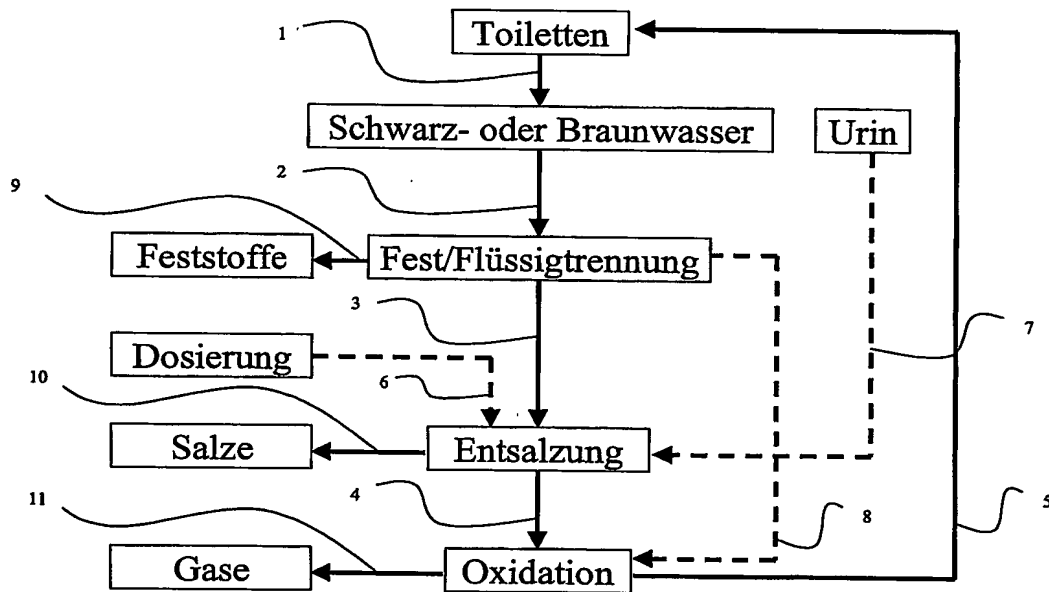 1
Toiletten
Schwarz- oder Braunwasser
Urin
2
9
Feststoffe
Fest/Flüssigtrennung
3
7
Dosierung
6
10
Salze
Entsalzung
4
11
8
5
Gase
Oxidation